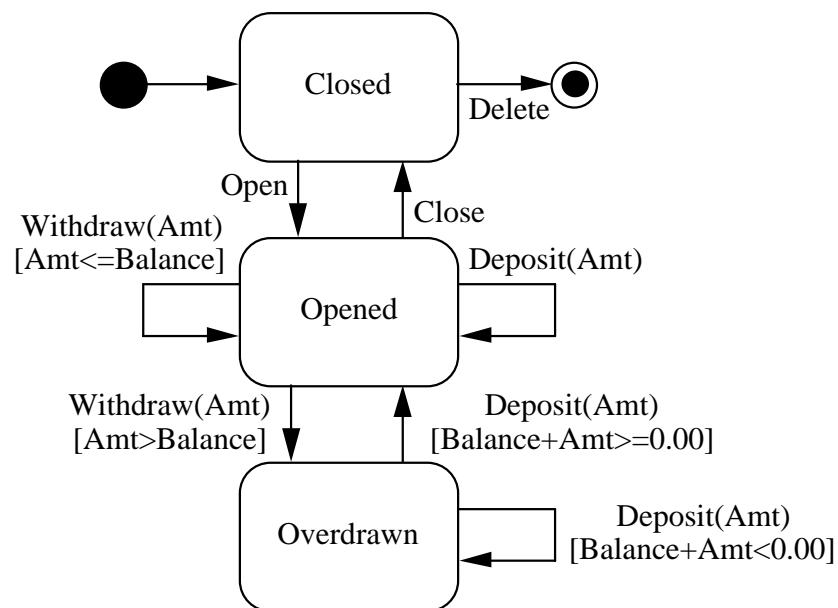 Closed
Delete
Open
Close
Withdraw(Amt)
[Amt<=Balance]
Deposit(Amt)
Opened
Withdraw(Amt)
[Amt>Balance]
Deposit(Amt)
[Balance+Amt>=0.00]
Overdrawn
Deposit(Amt)
[Balance+Amt<0.00]